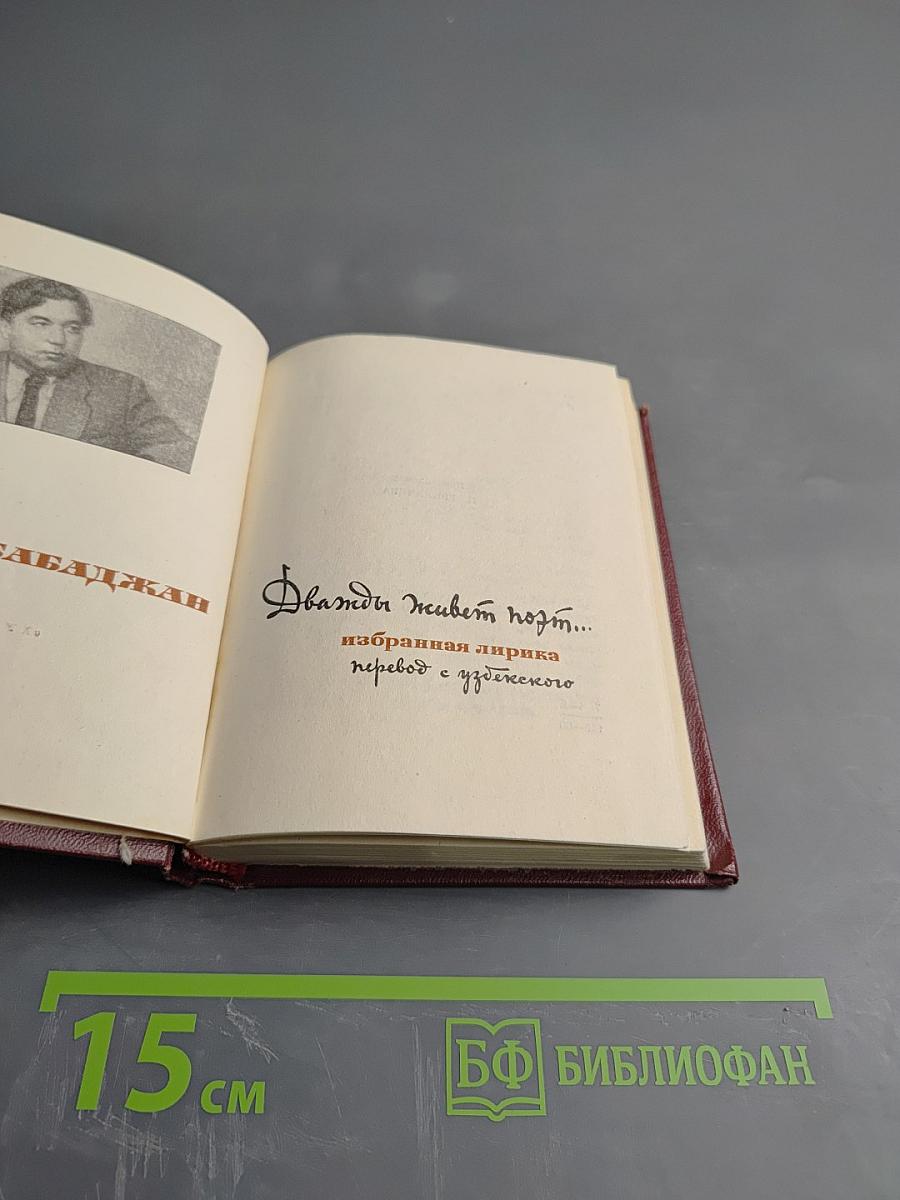 БАБАДЖАН
Дважды живет поэт...
избранная лирика
перевод с узбекского
15 см
БФ БИБЛИОФАН